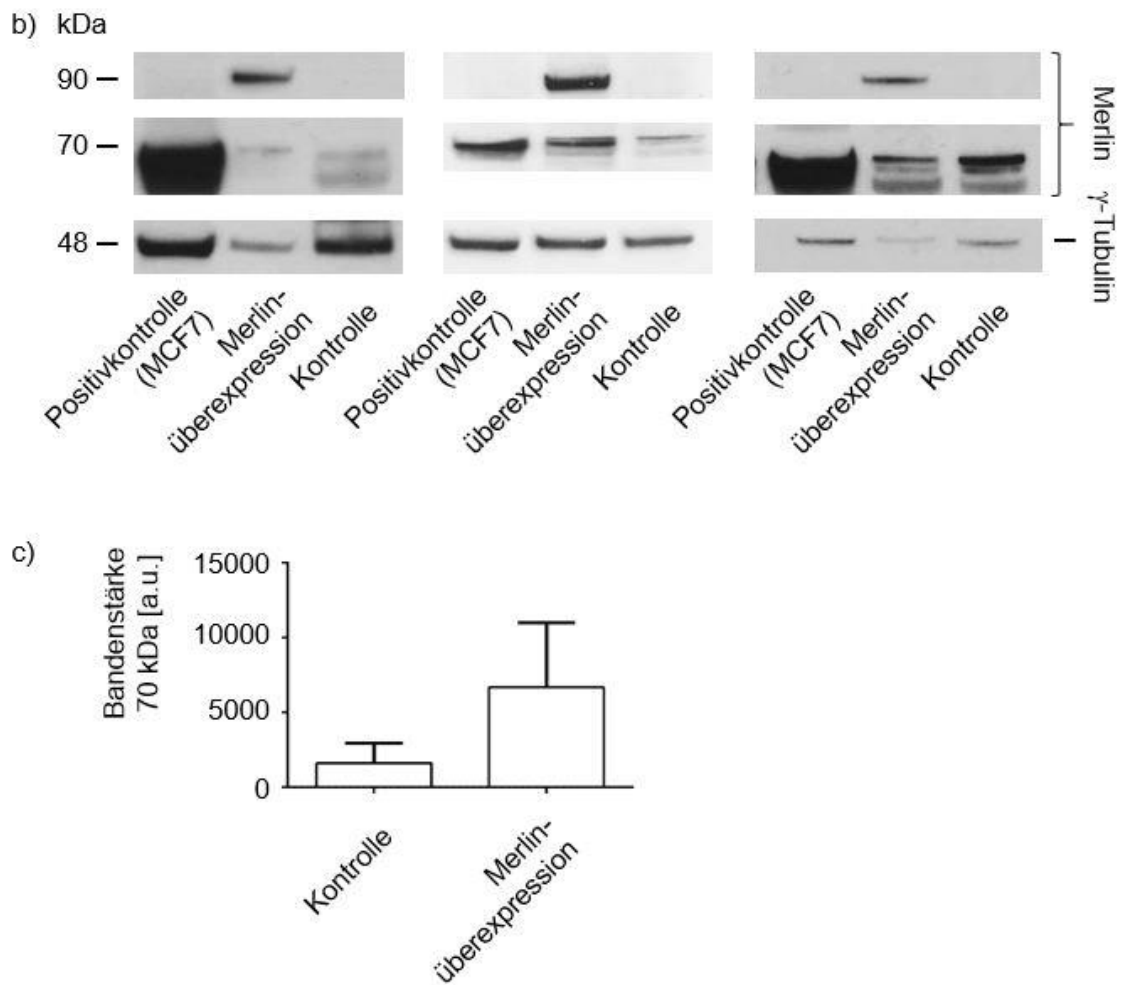 b) kDa
90
70
48
Merlin
γ-Tubulin
Positivkontrolle
(MCF7)
Merlin-
überexpression
Kontrolle
Positivkontrolle
(MCF7)
Merlin-
überexpression
Kontrolle
Positivkontrolle
(MCF7)
Merlin-
überexpression
Kontrolle
c)
Bandenstärke
70 kDa [a.u.]
15000
10000
5000
0
Kontrolle
Merlin-
überexpression